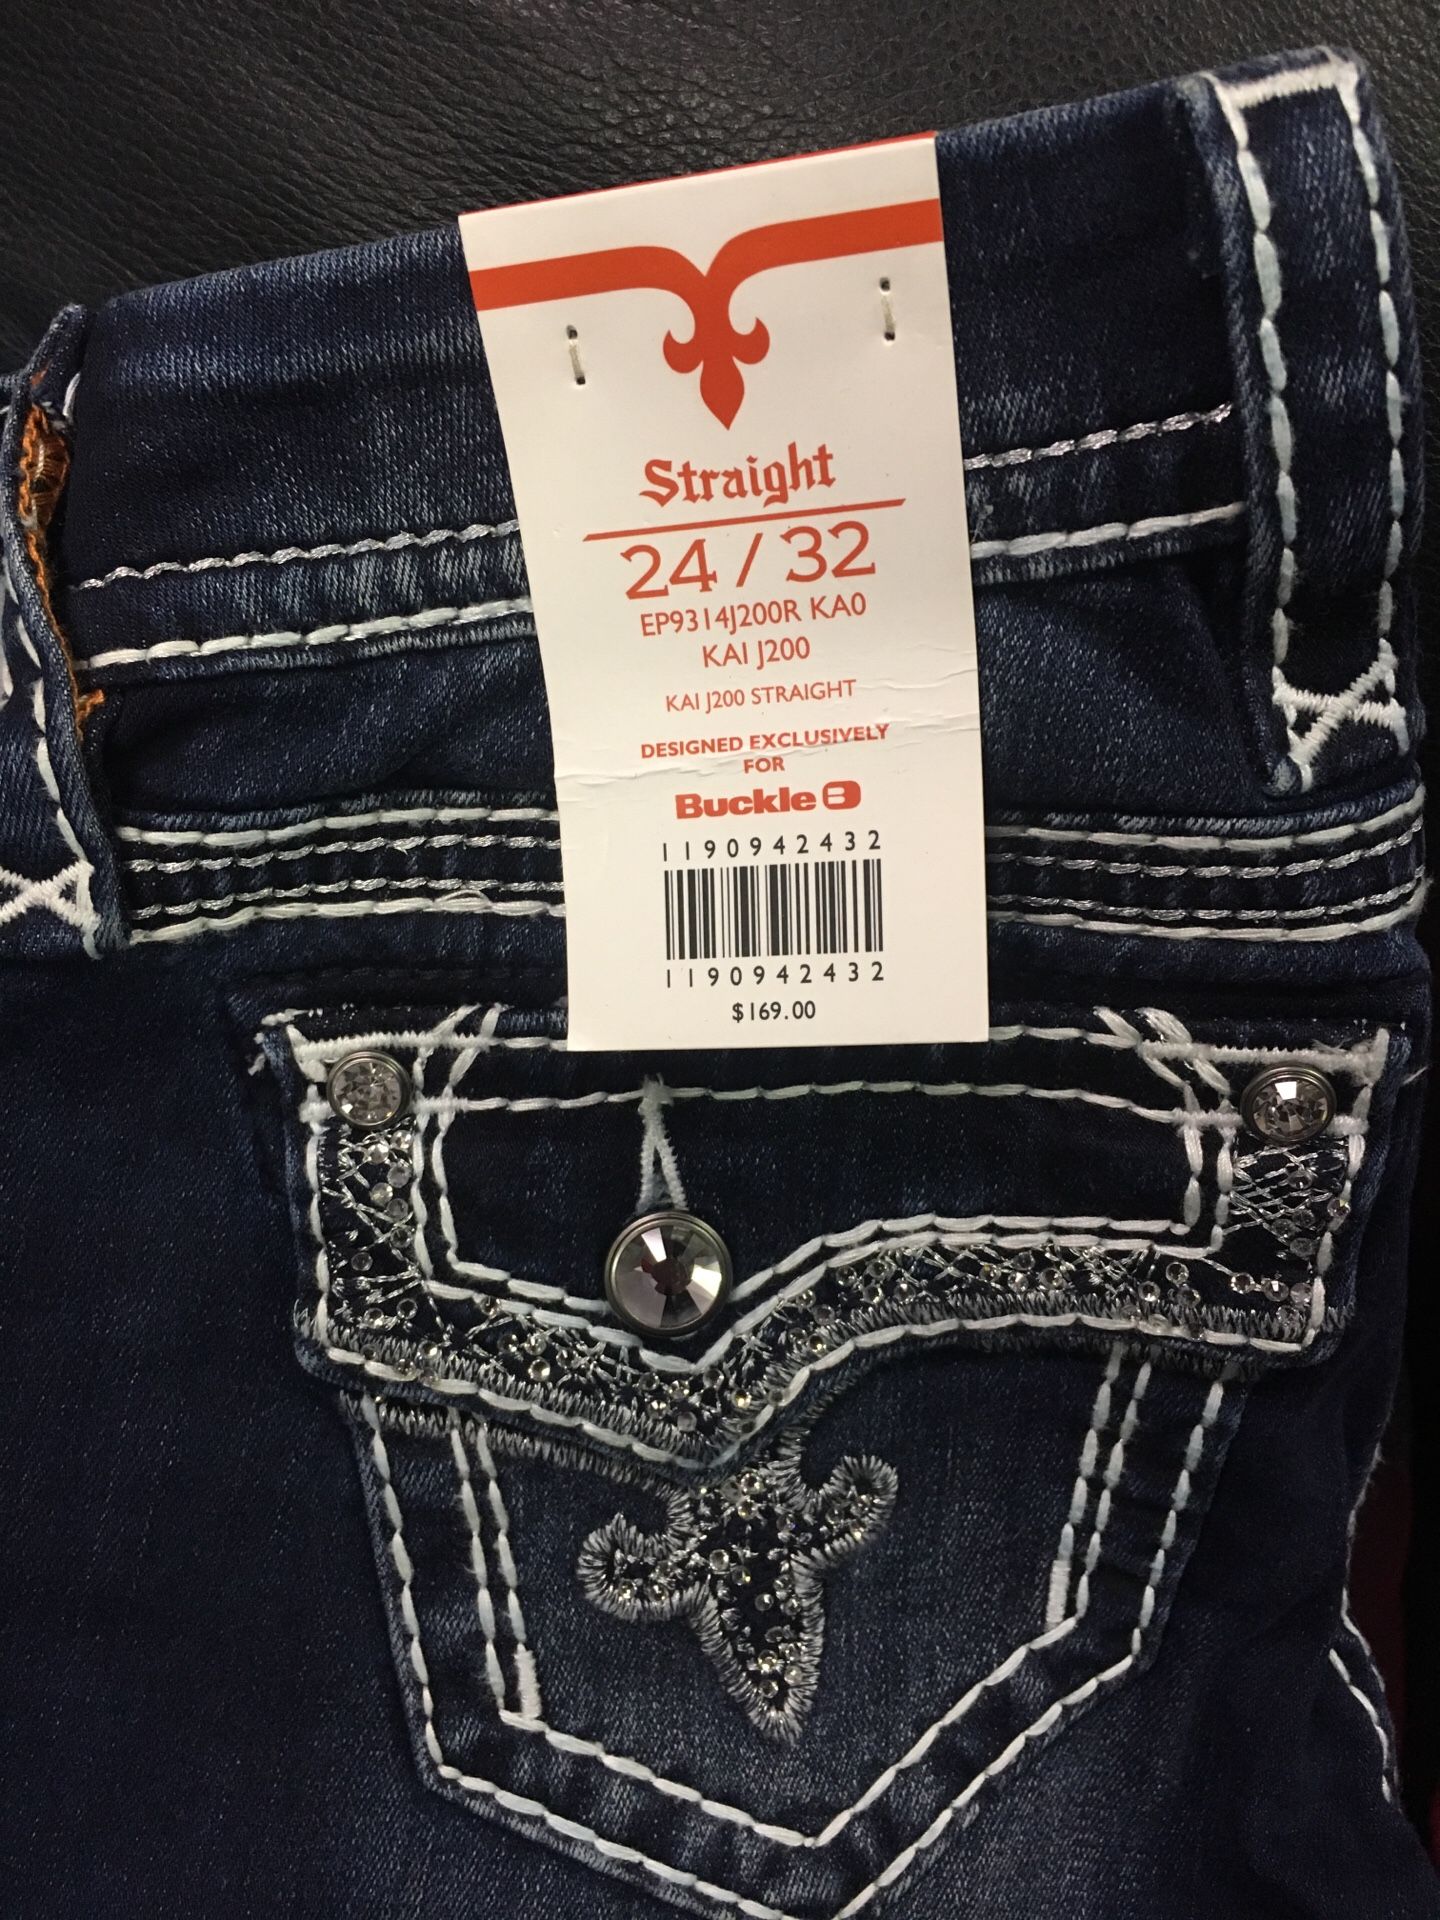 Straight
24 / 32
EP9314J200R KA0
KAI J200
KAI J200 STRAIGHT
DESIGNED EXCLUSIVELY
FOR
Buckle B
1190942432
1190942432
$169.00